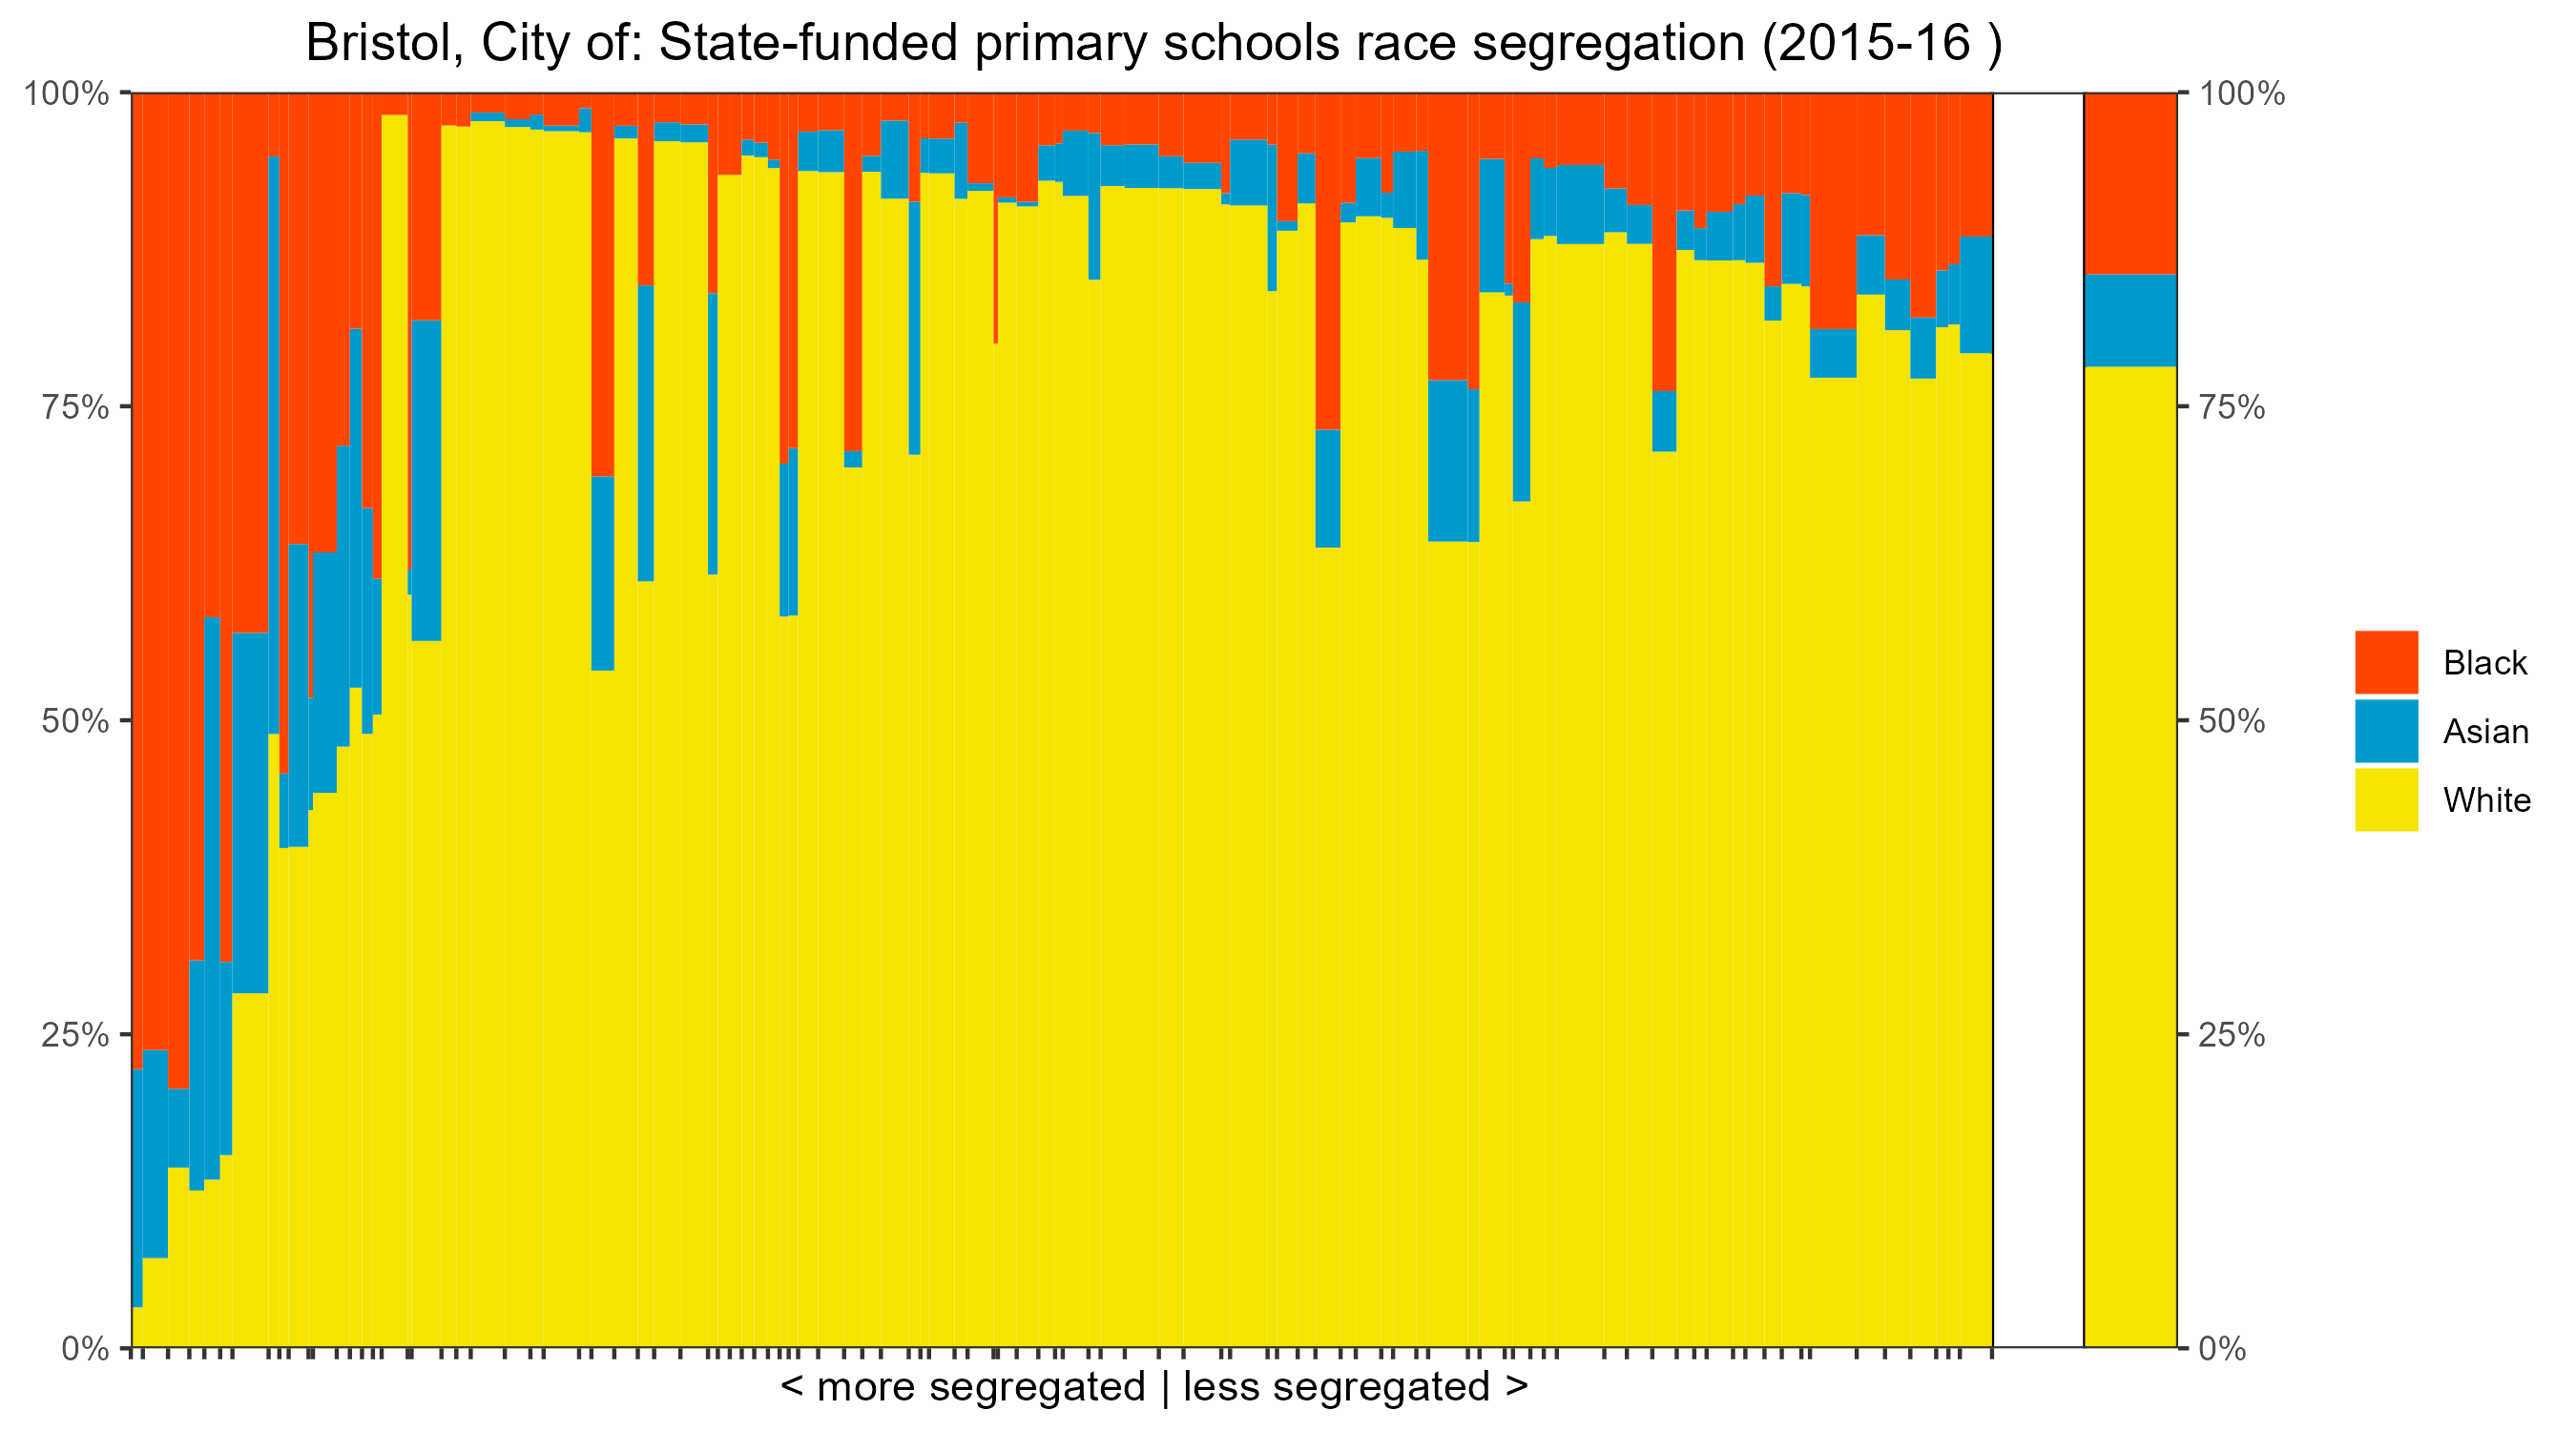 Bristol, City of: State-funded primary schools race segregation (2015-16 )
100%
75%
50%
25%
0%
100%
75%
50%
25%
0%
Black
Asian
White
< more segregated | less segregated >